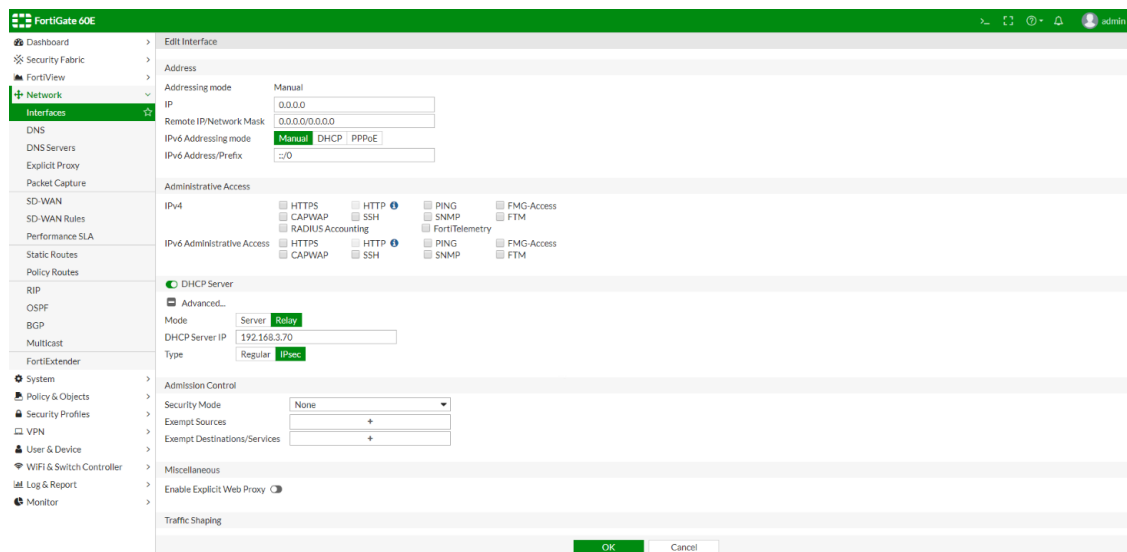 FortiGate 60E
>_
admin
Dashboard
Security Fabric
FortiView
Network
Interfaces
DNS
DNS Servers
Explicit Proxy
Packet Capture
SD-WAN
SD-WAN Rules
Performance SLA
Static Routes
Policy Routes
RIP
OSPF
BGP
Multicast
FortiExtender
System
Policy & Objects
Security Profiles
VPN
User & Device
WiFi & Switch Controller
Log & Report
Monitor
Edit Interface
Address
Addressing mode Manual
IP 0.0.0.0
Remote IP/Network Mask 0.0.0.0/0.0.0.0
IPv6 Addressing mode Manual DHCP PPPoE
IPv6 Address/Prefix ::/0
Administrative Access
IPv4 HTTPS HTTP PING FMG-Access
CAPWAP SSH SNMP FTM
RADIUS Accounting FortiTelemetry
IPv6 Administrative Access HTTPS HTTP PING FMG-Access
CAPWAP SSH SNMP FTM
DHCP Server
Advanced...
Mode Server Relay
DHCP Server IP 192.168.3.70
Type Regular IPsec
Admission Control
Security Mode None
Exempt Sources +
Exempt Destinations/Services +
Miscellaneous
Enable Explicit Web Proxy
Traffic Shaping
OK Cancel